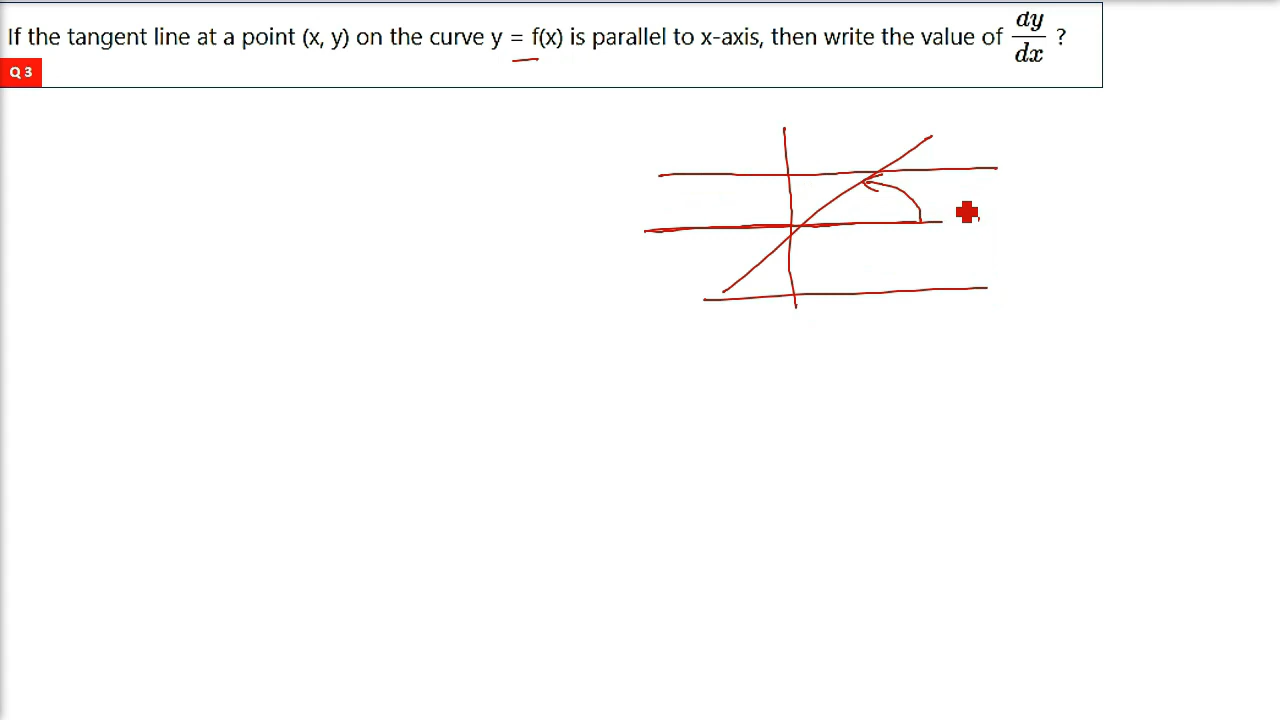 If the tangent line at a point (x, y) on the curve y = f(x) is parallel to x-axis, then write the value of dy/dx ?
Q 3